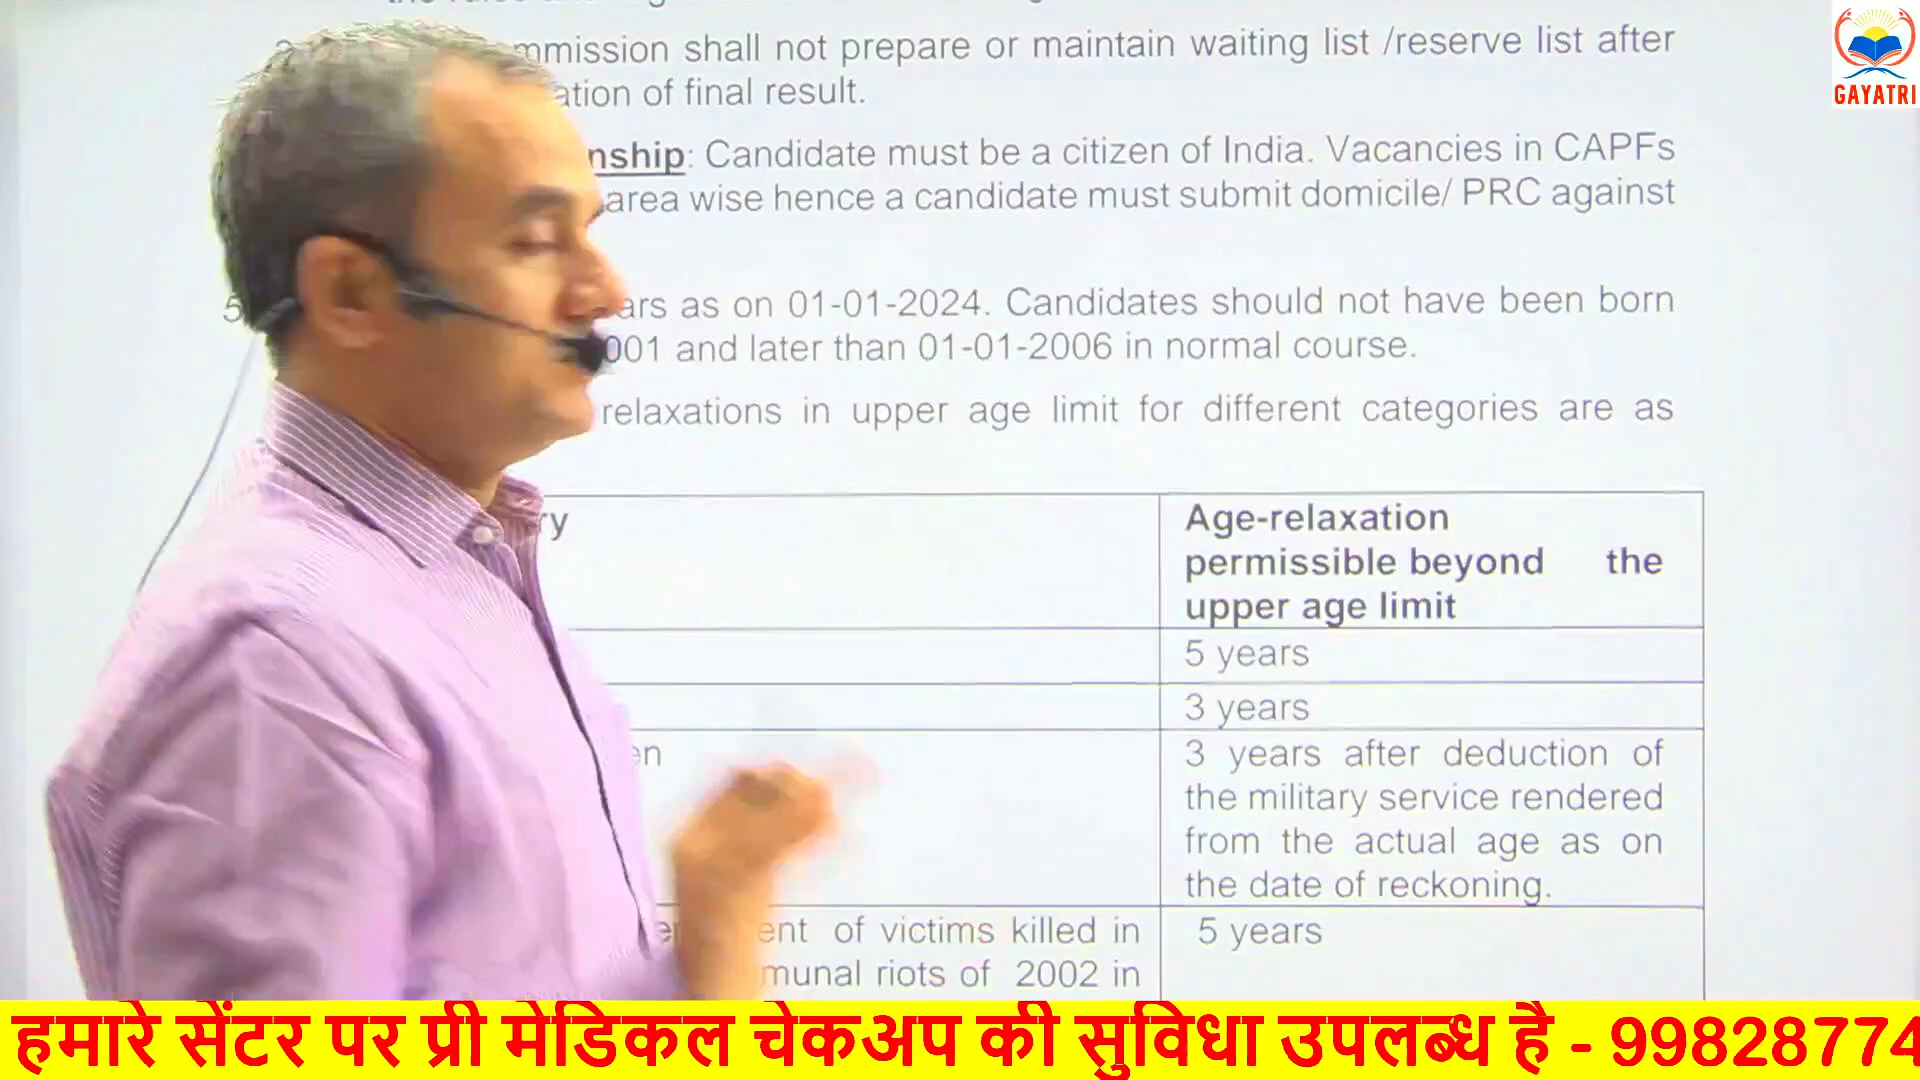 mmission shall not prepare or maintain waiting list /reserve list after
ation of final result.
nship: Candidate must be a citizen of India. Vacancies in CAPFs
area wise hence a candidate must submit domicile/ PRC against
5
ars as on 01-01-2024. Candidates should not have been born
001 and later than 01-01-2006 in normal course.
relaxations in upper age limit for different categories are as
ry
Age-relaxation
permissible beyond the
upper age limit
5 years
3 years
en
3 years after deduction of
the military service rendered
from the actual age as on
the date of reckoning.
ent of victims killed in
munal riots of 2002 in
5 years
GAYATRI
हमारे सेंटर पर प्री मेडिकल चेकअप की सुविधा उपलब्ध है - 99828774